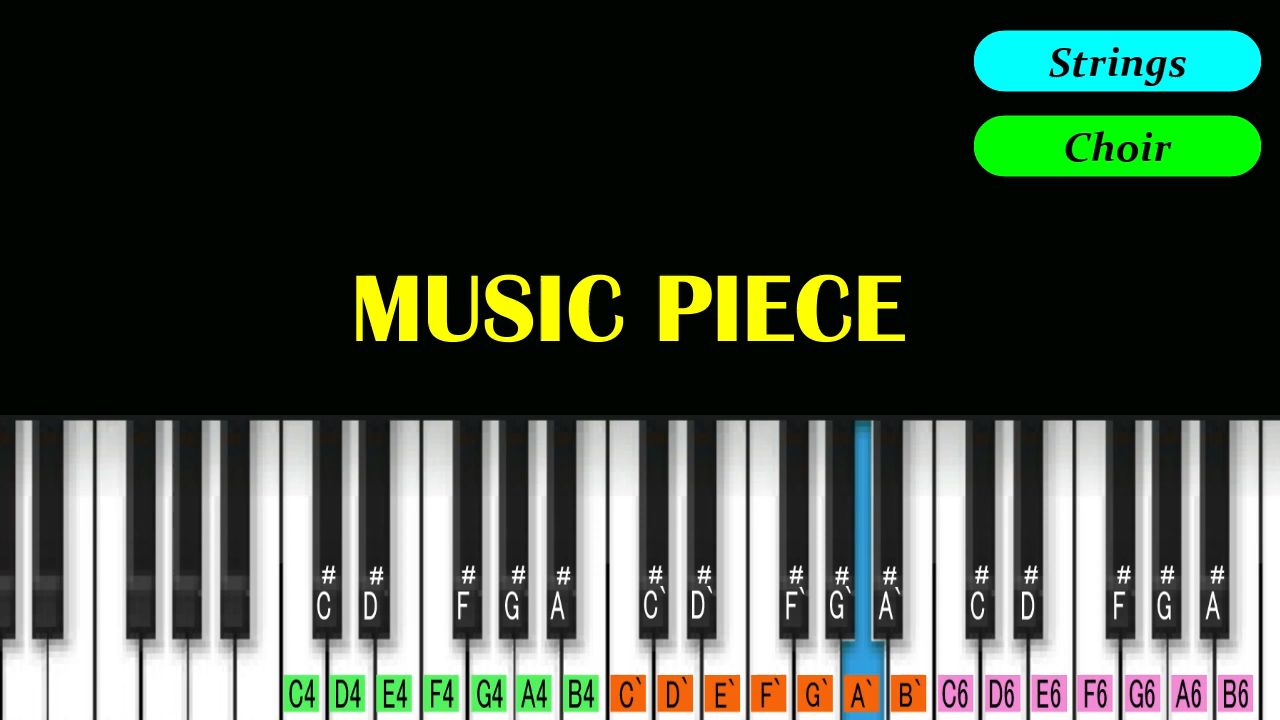 Strings
Choir
MUSIC PIECE
# # # # # #` #` #` #` #` # # # # #
C D F G A C` D` F` G` A` C D F G A
C4 D4 E4 F4 G4 A4 B4 C` D` E` F` G` A` B` C6 D6 E6 F6 G6 A6 B6